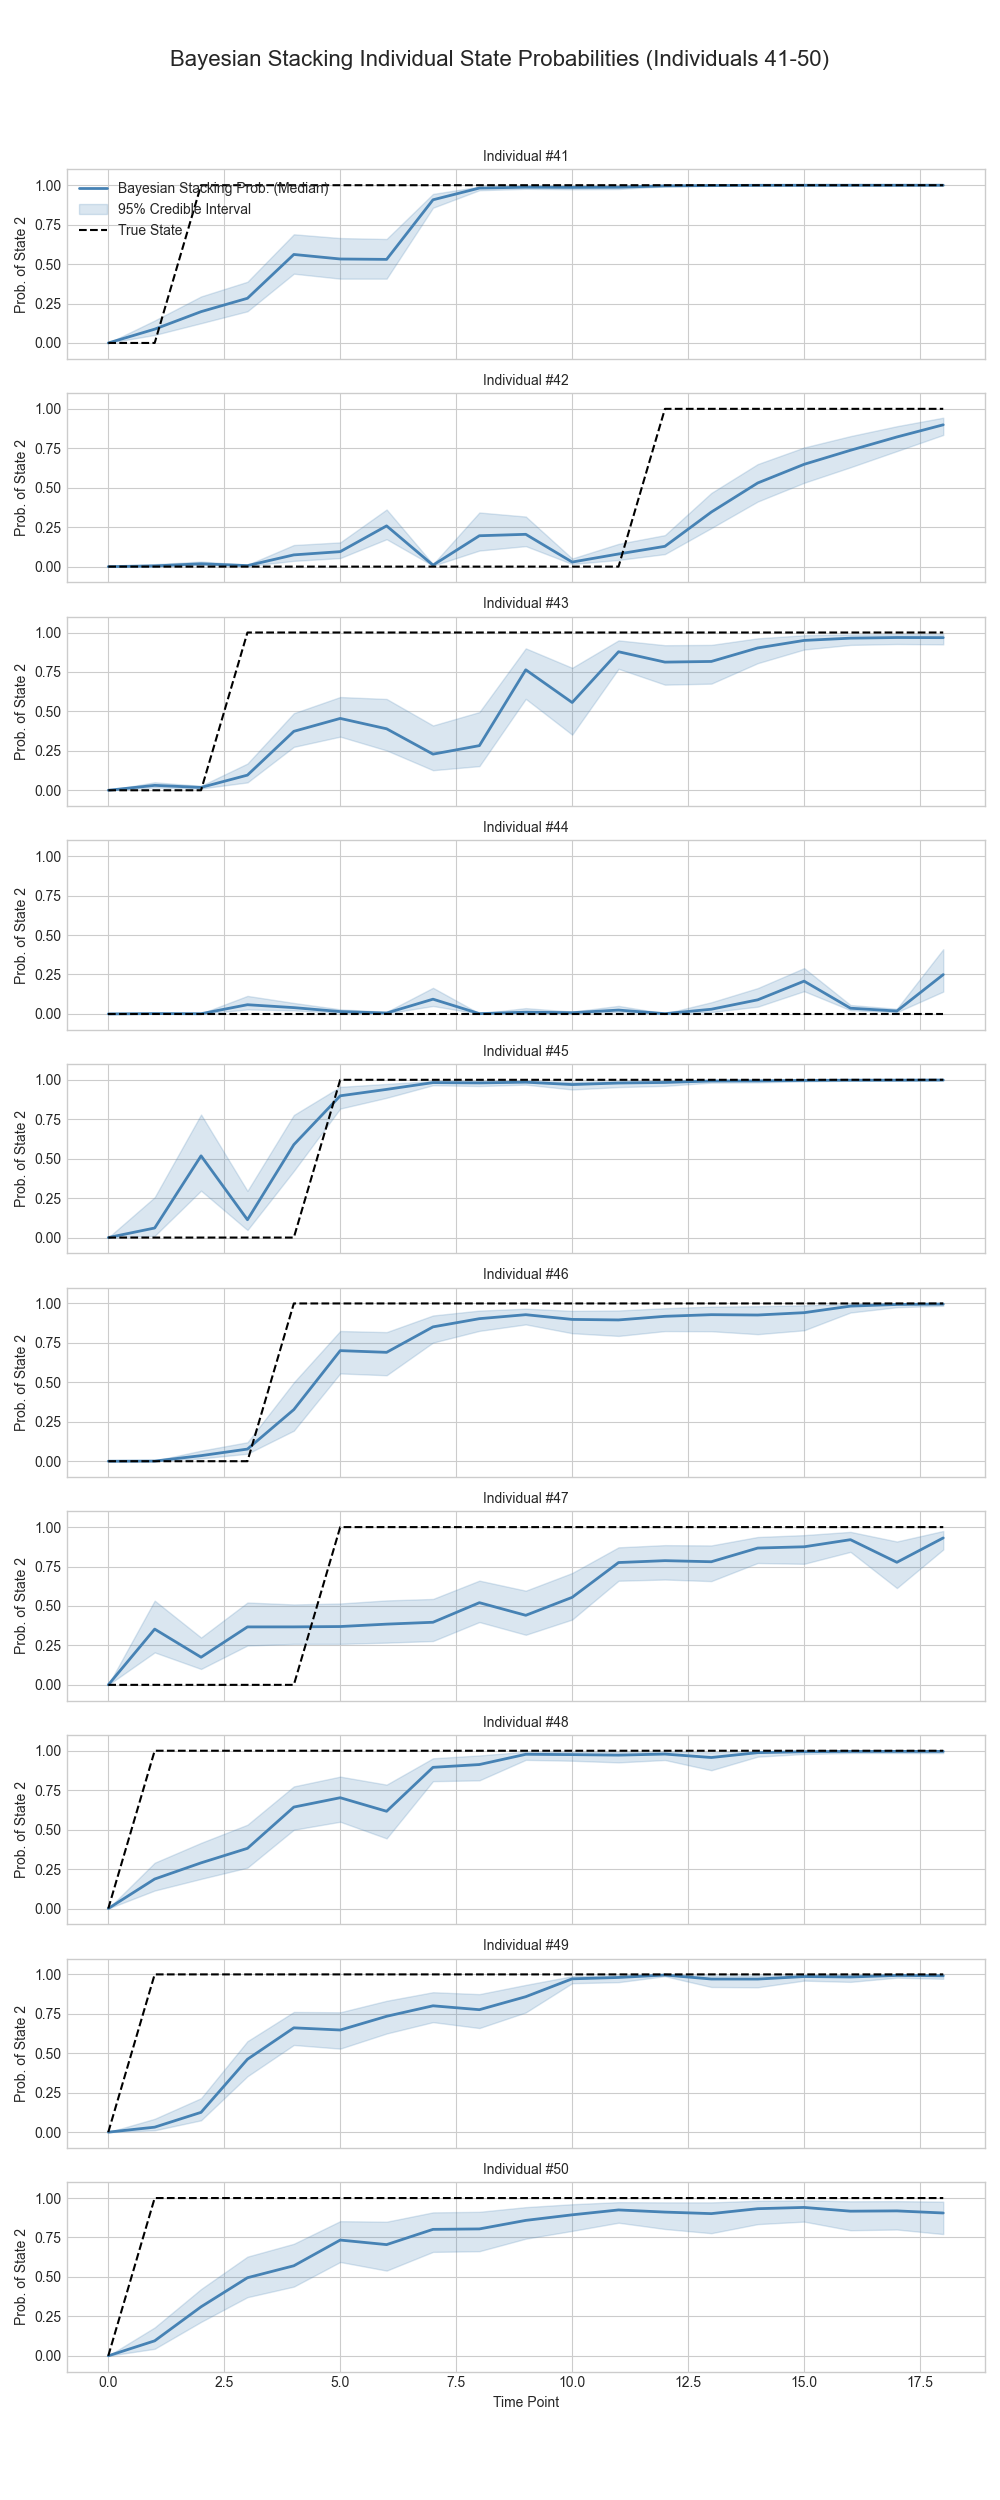 Bayesian Stacking Individual State Probabilities (Individuals 41-50)
Individual #41
Bayesian Stacking Prob. (Median)
95% Credible Interval
True State
Prob. of State 2
1.00
0.75
0.50
0.25
0.00
Individual #42
Prob. of State 2
1.00
0.75
0.50
0.25
0.00
Individual #43
Prob. of State 2
1.00
0.75
0.50
0.25
0.00
Individual #44
Prob. of State 2
1.00
0.75
0.50
0.25
0.00
Individual #45
Prob. of State 2
1.00
0.75
0.50
0.25
0.00
Individual #46
Prob. of State 2
1.00
0.75
0.50
0.25
0.00
Individual #47
Prob. of State 2
1.00
0.75
0.50
0.25
0.00
Individual #48
Prob. of State 2
1.00
0.75
0.50
0.25
0.00
Individual #49
Prob. of State 2
1.00
0.75
0.50
0.25
0.00
Individual #50
Prob. of State 2
1.00
0.75
0.50
0.25
0.00
0.0 2.5 5.0 7.5 10.0 12.5 15.0 17.5
Time Point